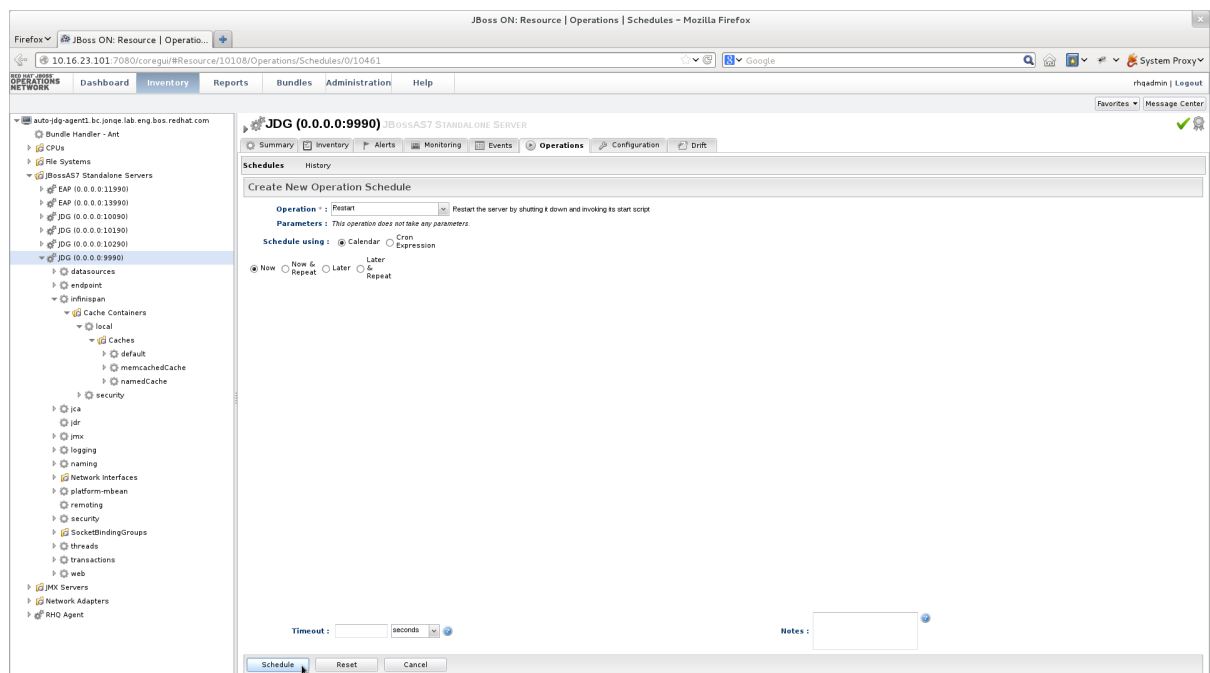 JBoss ON: Resource | Operations | Schedules - Mozilla Firefox
Firefox
JBoss ON: Resource | Operatio...
10.16.23.101:7080/coregui/#Resource/10108/Operations/Schedules/0/10461
Google
System Proxy
RED HAT JBOSS
OPERATIONS
NETWORK
Dashboard Inventory Reports Bundles Administration Help
rhqadmin | Logout
Favorites Message Center
auto-jdg-agent1.bc.jonqe.lab.eng.bos.redhat.com
Bundle Handler - Ant
CPUs
File Systems
JBossAS7 Standalone Servers
EAP (0.0.0.0:11990)
EAP (0.0.0.0:13990)
JDG (0.0.0.0:10090)
JDG (0.0.0.0:10190)
JDG (0.0.0.0:10290)
JDG (0.0.0.0:9990)
datasources
endpoint
infinispan
Cache Containers
local
Caches
default
memcachedCache
namedCache
security
jca
jdr
jmx
logging
naming
Network Interfaces
platform-mbean
remoting
security
SocketBindingGroups
threads
transactions
web
JMX Servers
Network Adapters
RHQ Agent
JDG (0.0.0.0:9990) JBossAS7 Standalone Server
Summary Inventory Alerts Monitoring Events Operations Configuration Drift
Schedules History
Create New Operation Schedule
Operation * : Restart Restart the server by shutting it down and invoking its start script
Parameters : This operation does not take any parameters.
Schedule using : Calendar Cron Expression
Now Now & Repeat Later Later & Repeat
Timeout : seconds Notes :
Schedule Reset Cancel